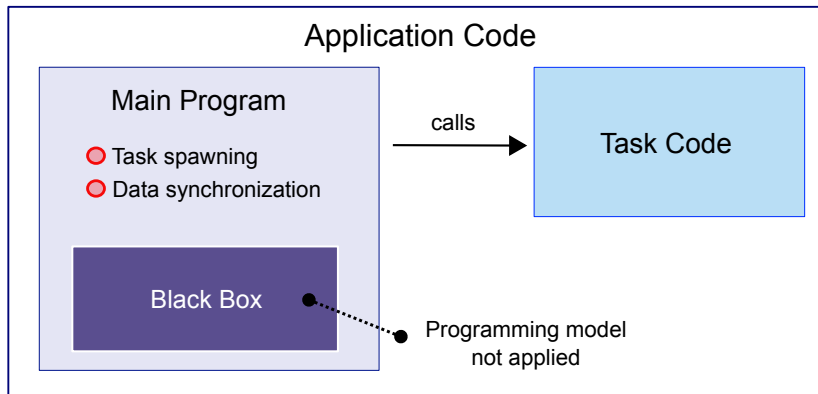 Application Code
Main Program
Task spawning
Data synchronization
Black Box
calls
Task Code
Programming model
not applied